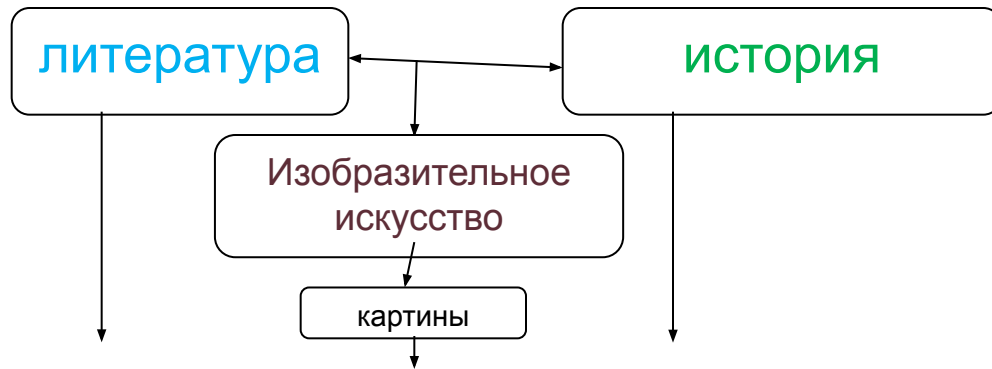 литература
история
Изобразительное
искусство
картины